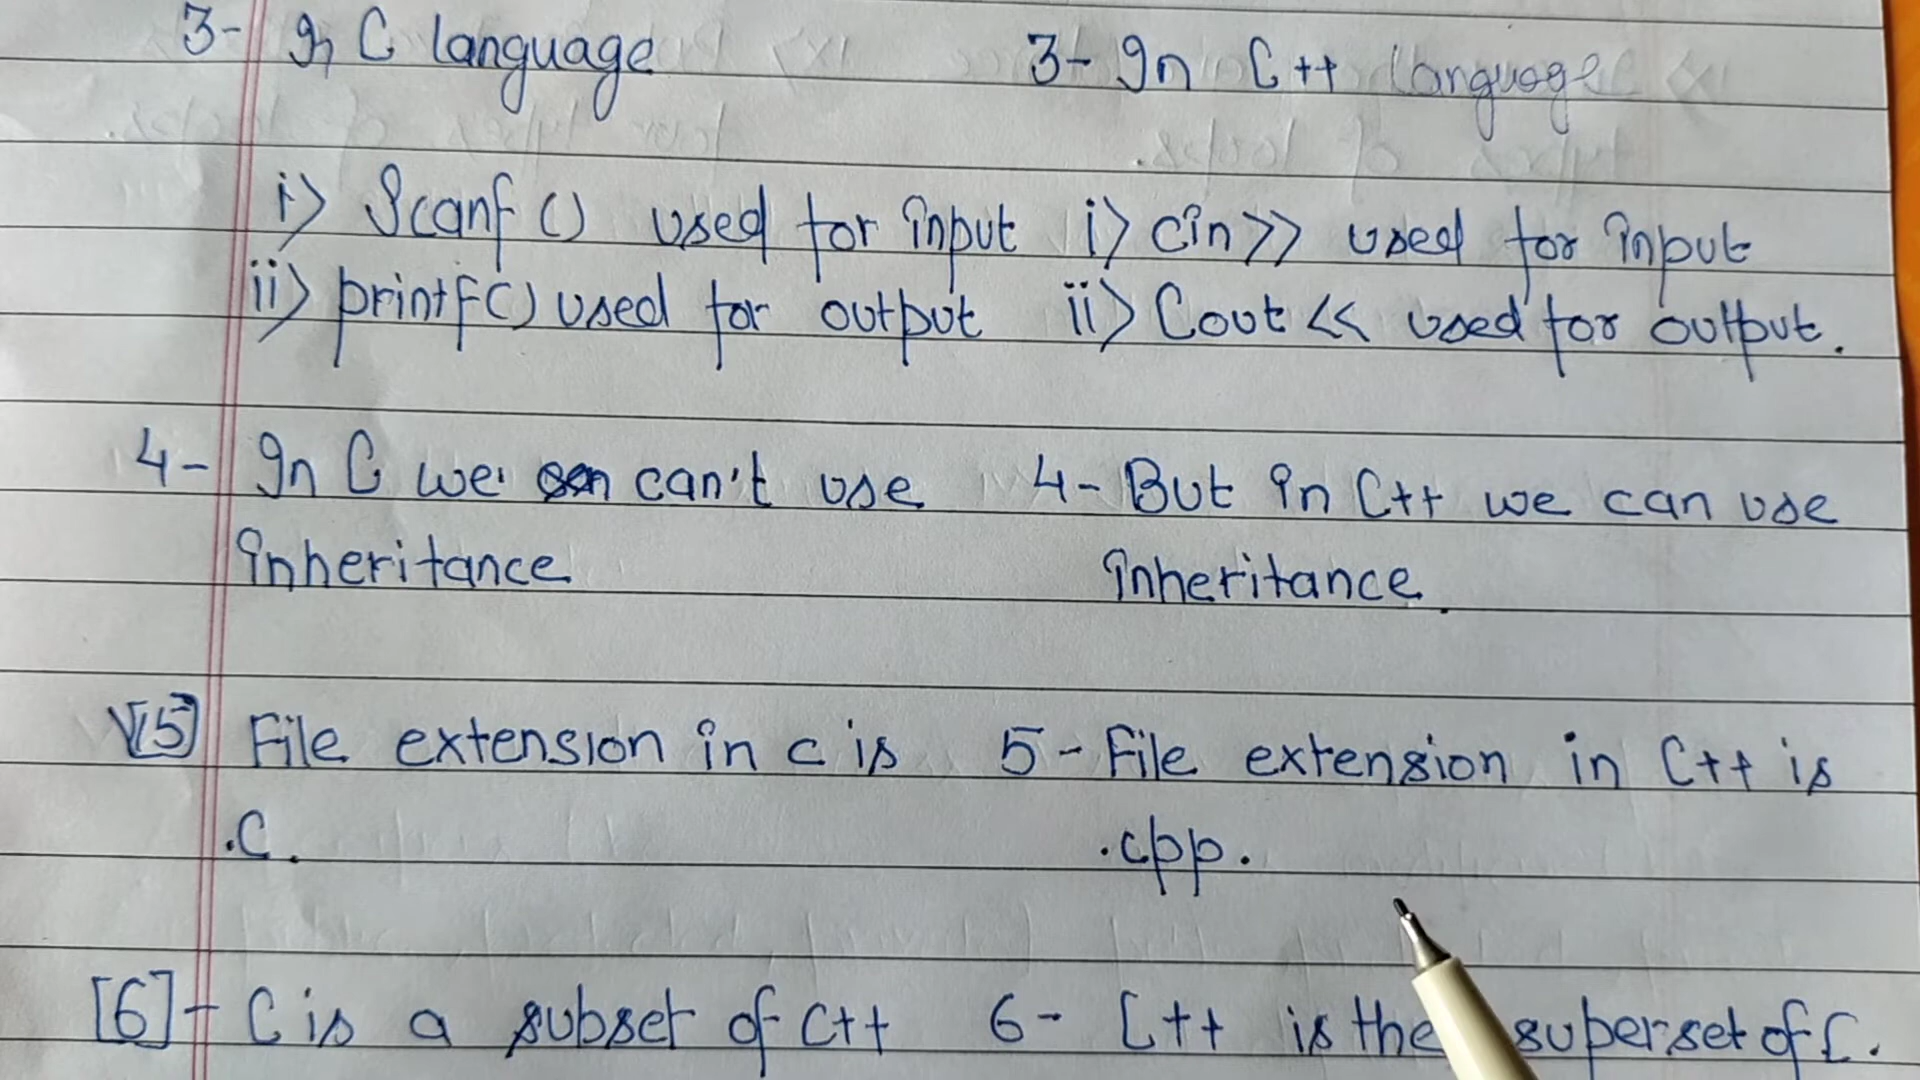 3- In C language
3- In C++ language
i> Scanf () used for input
i> cin>> used for input
ii> printf() used for output
ii> Cout << used for output.
4- In C we can can't use
4- But in C++ we can use
inheritance
inheritance.
[5] File extension in c is
5- File extension in C++ is
.C.
.cpp.
[6]- C is a subset of C++
6- C++ is the superset of C.